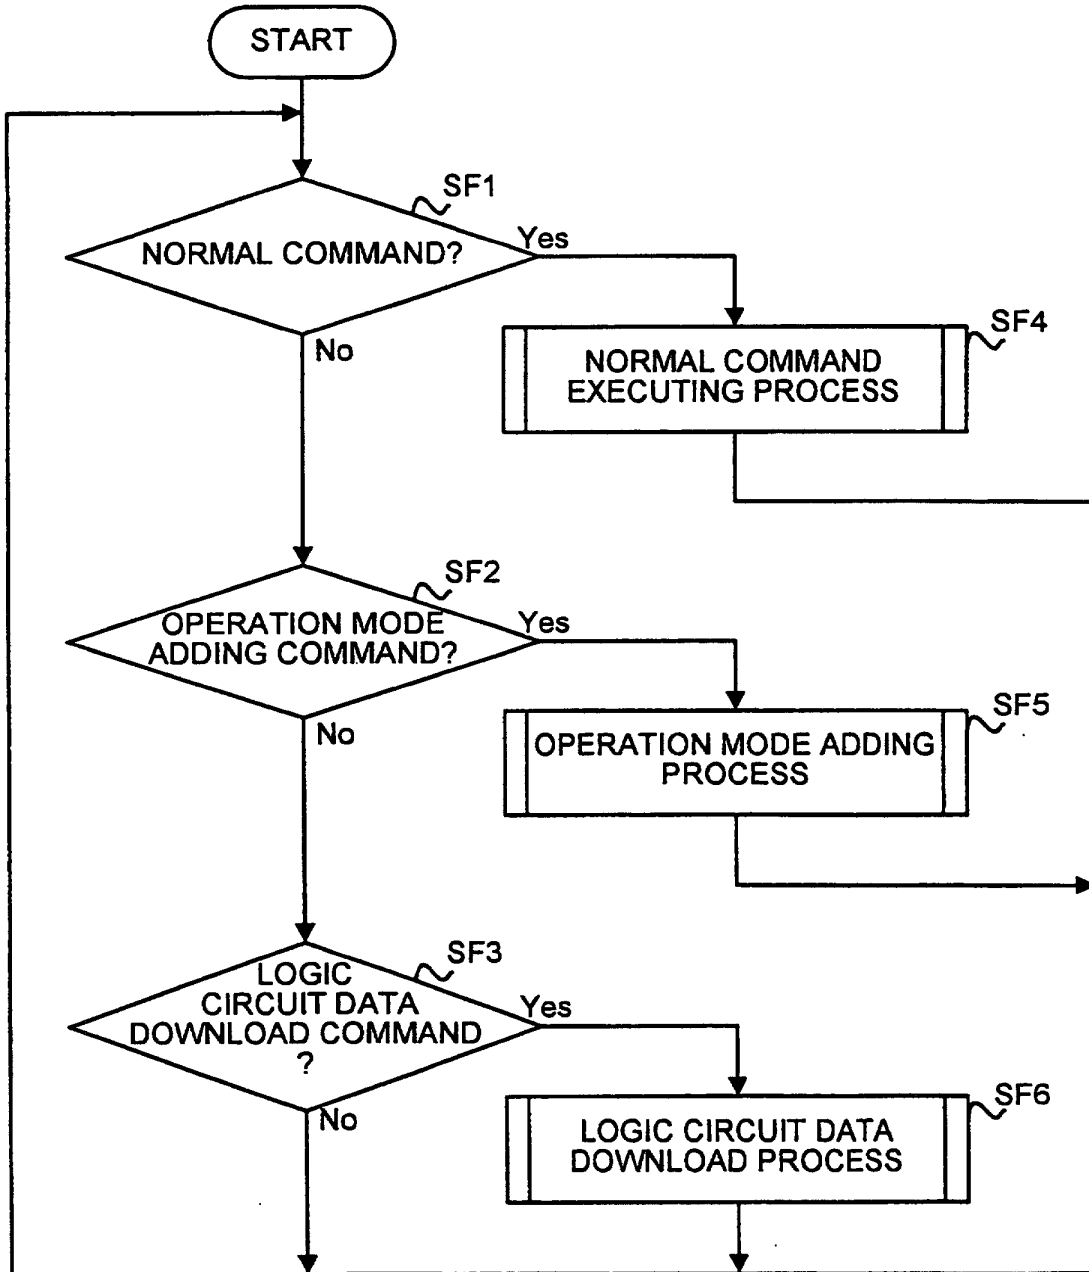 START
SF1
NORMAL COMMAND?
Yes
No
SF4
NORMAL COMMAND
EXECUTING PROCESS
SF2
OPERATION MODE
ADDING COMMAND?
Yes
No
SF5
OPERATION MODE ADDING
PROCESS
SF3
LOGIC
CIRCUIT DATA
DOWNLOAD COMMAND
?
Yes
No
SF6
LOGIC CIRCUIT DATA
DOWNLOAD PROCESS